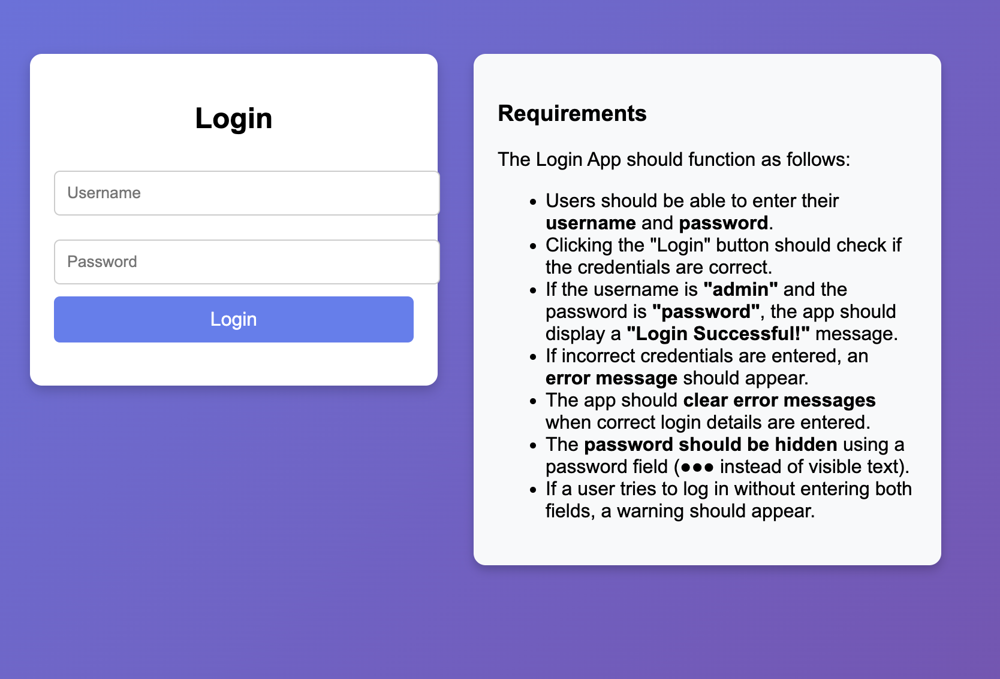 Login
Username
Password
Login
Requirements
The Login App should function as follows:
• Users should be able to enter their
username and password.
• Clicking the "Login" button should check if
the credentials are correct.
• If the username is "admin" and the
password is "password", the app should
display a "Login Successful!" message.
• If incorrect credentials are entered, an
error message should appear.
• The app should clear error messages
when correct login details are entered.
• The password should be hidden using a
password field (●●● instead of visible text).
• If a user tries to log in without entering both
fields, a warning should appear.